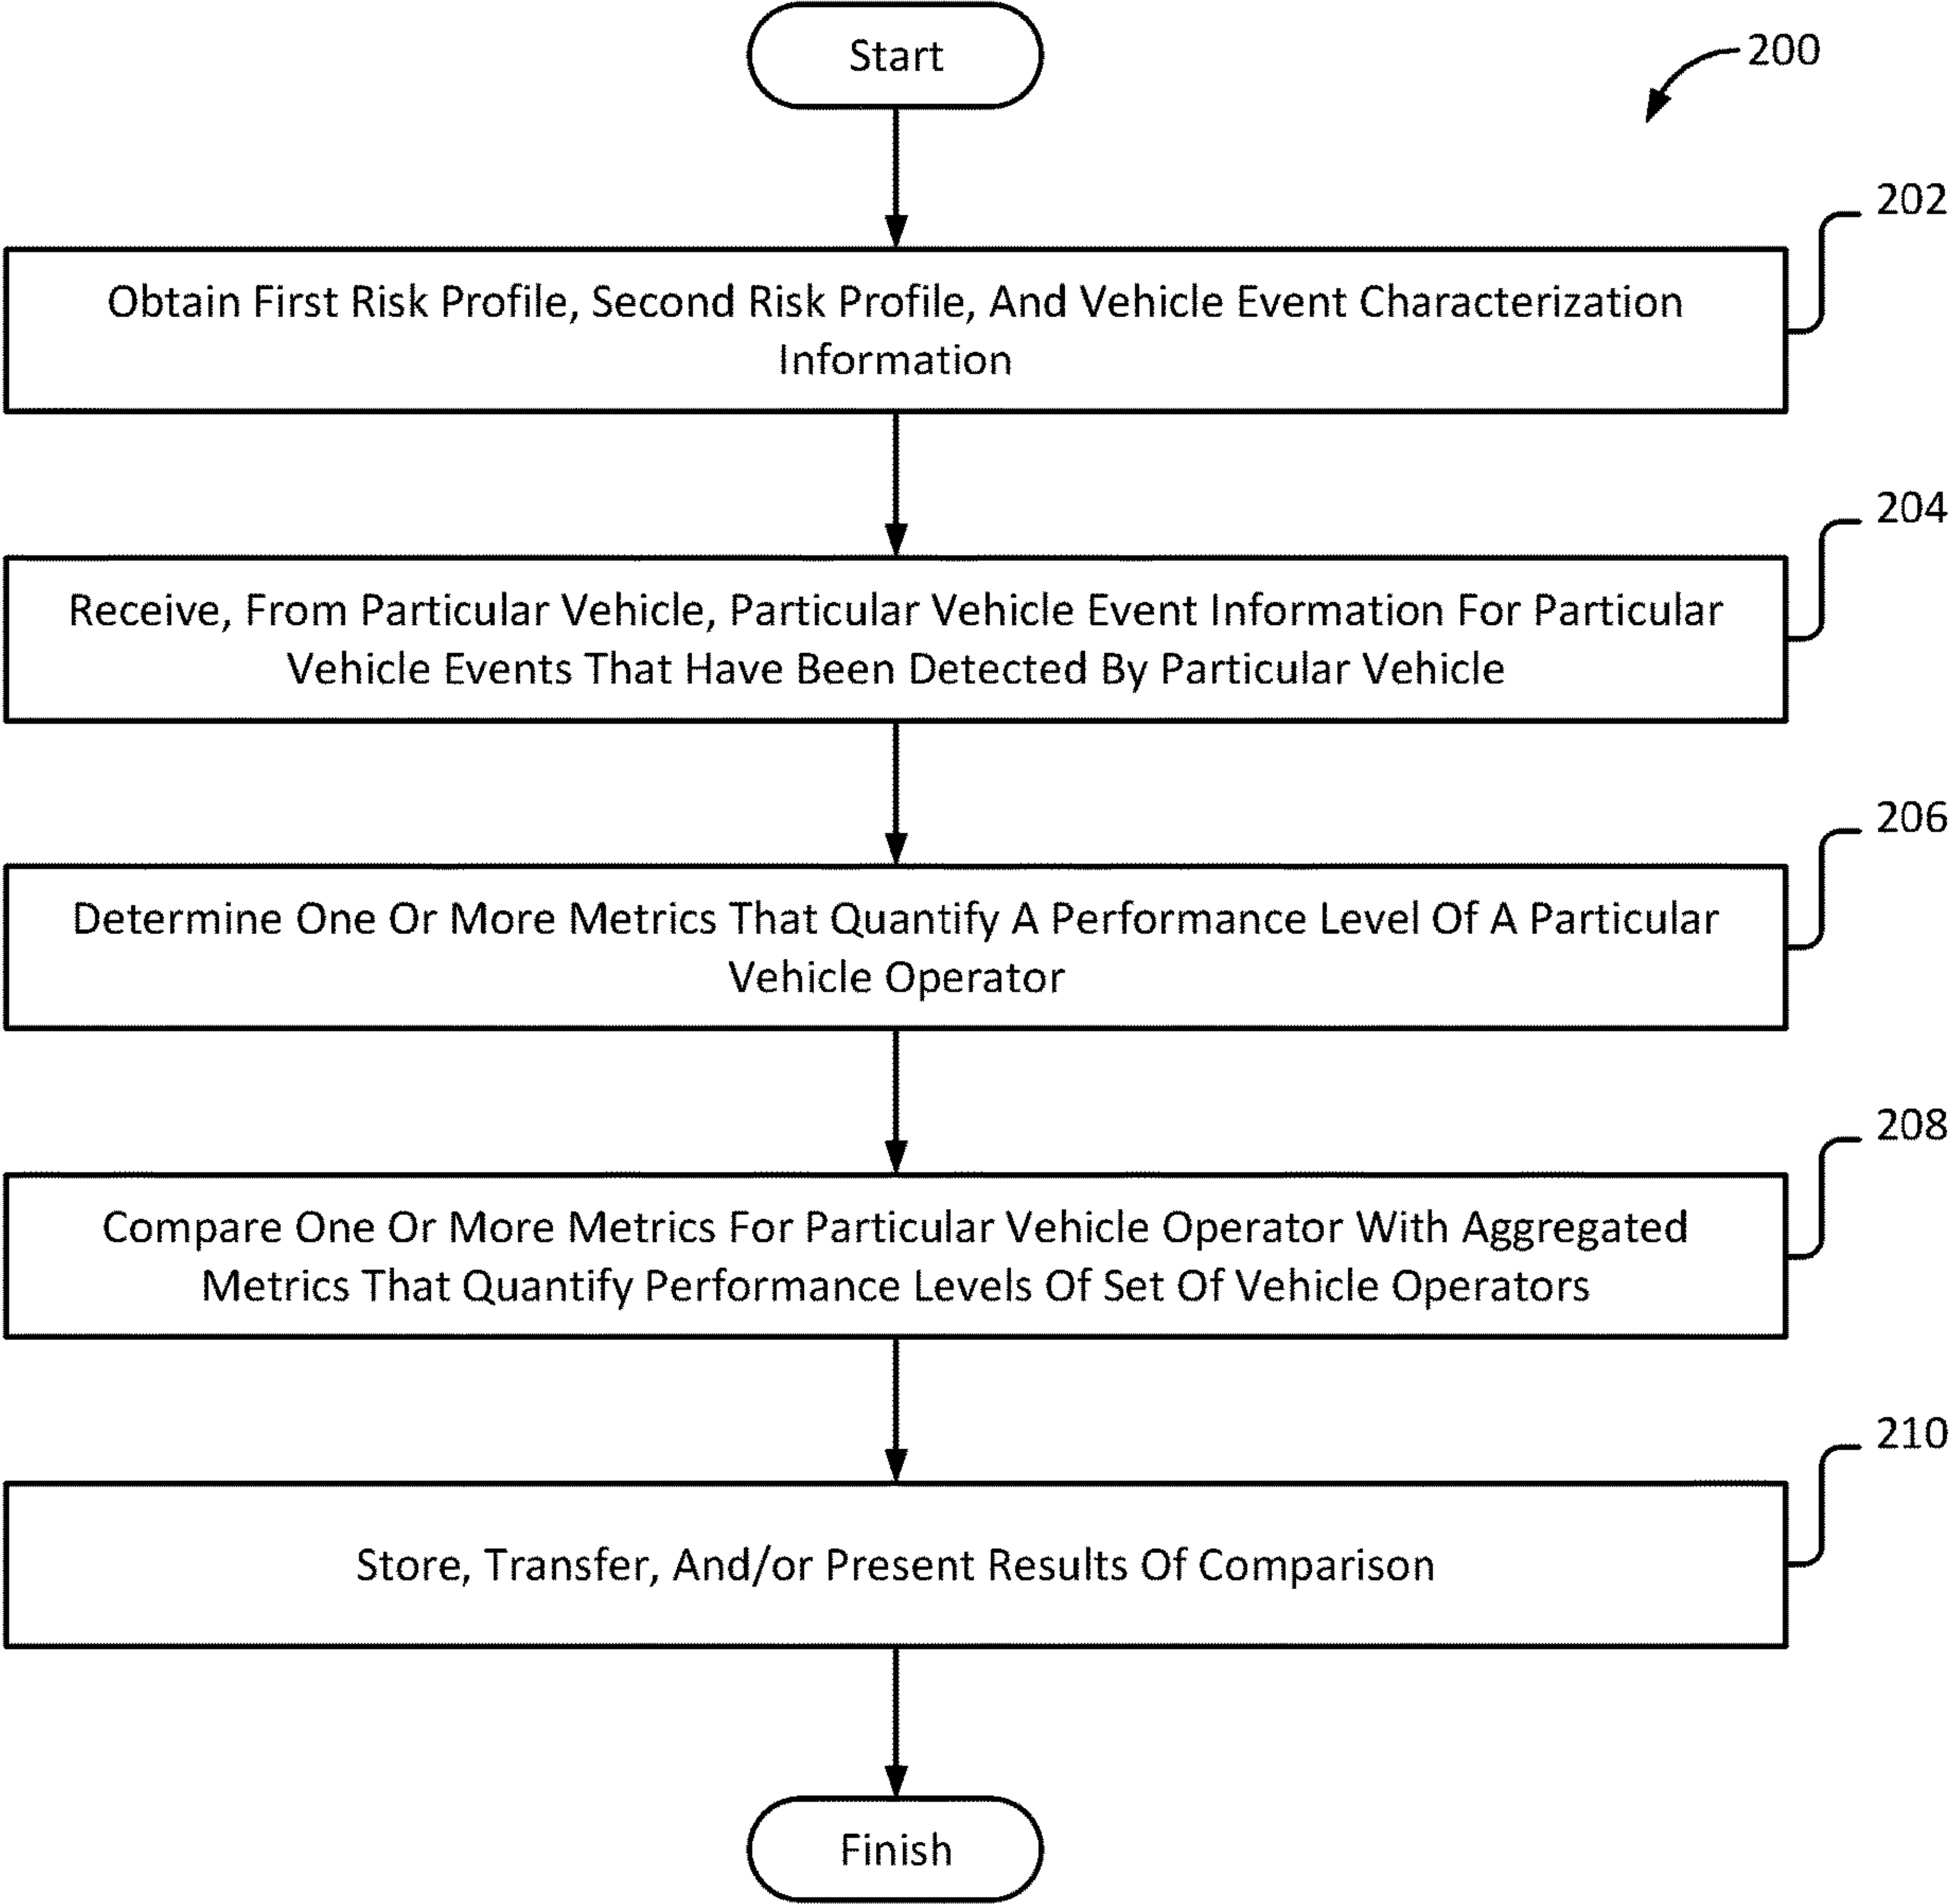 Start
200
202
Obtain First Risk Profile, Second Risk Profile, And Vehicle Event Characterization
Information
204
Receive, From Particular Vehicle, Particular Vehicle Event Information For Particular
Vehicle Events That Have Been Detected By Particular Vehicle
206
Determine One Or More Metrics That Quantify A Performance Level Of A Particular
Vehicle Operator
208
Compare One Or More Metrics For Particular Vehicle Operator With Aggregated
Metrics That Quantify Performance Levels Of Set Of Vehicle Operators
210
Store, Transfer, And/or Present Results Of Comparison
Finish